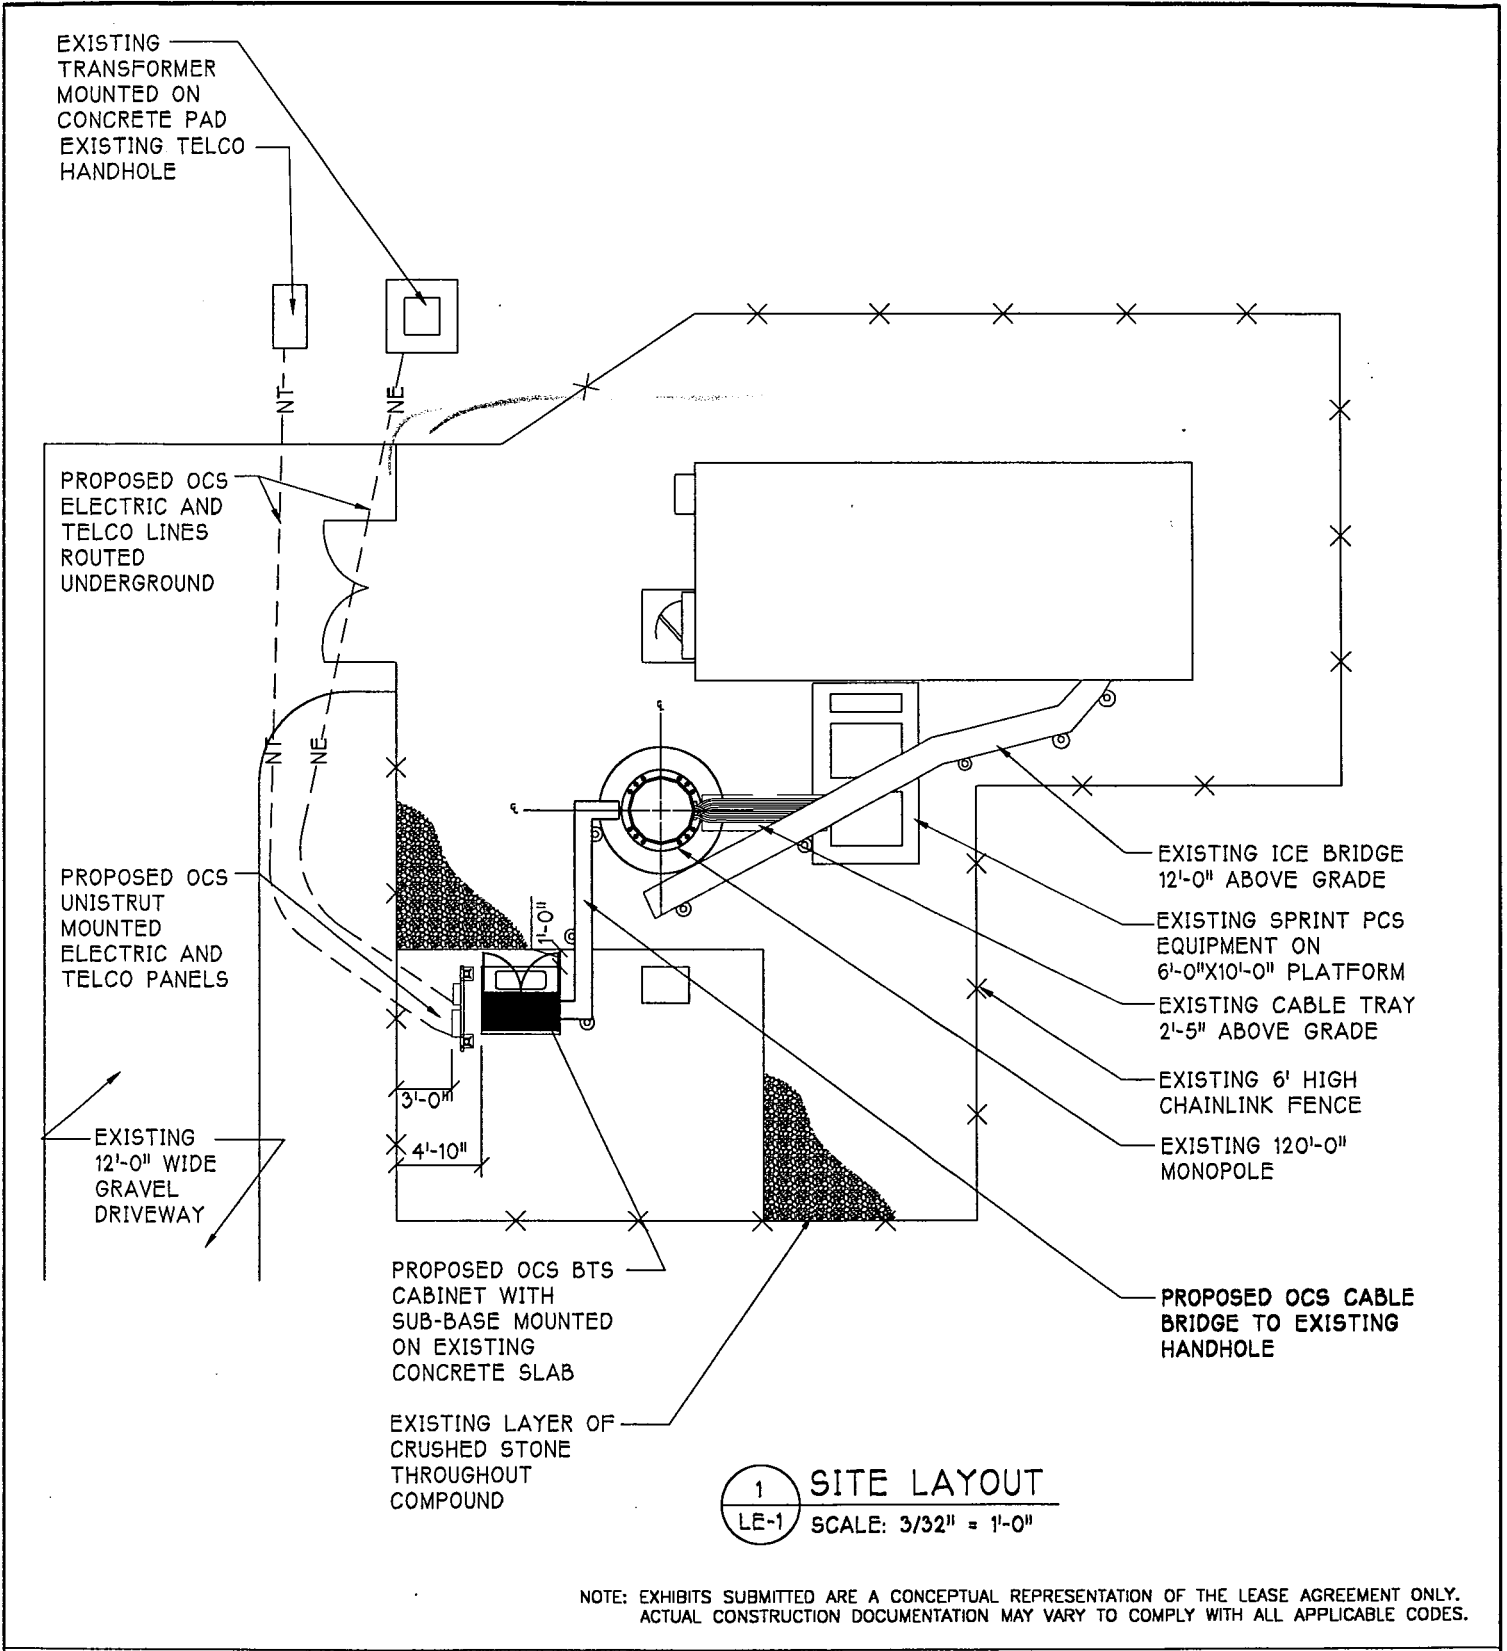 EXISTING
TRANSFORMER
MOUNTED ON
CONCRETE PAD
EXISTING TELCO
HANDHOLE
NT
NE
PROPOSED OCS
ELECTRIC AND
TELCO LINES
ROUTED
UNDERGROUND
NT
NE
℄
℄
PROPOSED OCS
UNISTRUT
MOUNTED
ELECTRIC AND
TELCO PANELS
1'-0"
3'-0"
4'-10"
EXISTING
12'-0" WIDE
GRAVEL
DRIVEWAY
EXISTING ICE BRIDGE
12'-0" ABOVE GRADE
EXISTING SPRINT PCS
EQUIPMENT ON
6'-0"X10'-0" PLATFORM
EXISTING CABLE TRAY
2'-5" ABOVE GRADE
EXISTING 6' HIGH
CHAINLINK FENCE
EXISTING 120'-0"
MONOPOLE
PROPOSED OCS CABLE
BRIDGE TO EXISTING
HANDHOLE
PROPOSED OCS BTS
CABINET WITH
SUB-BASE MOUNTED
ON EXISTING
CONCRETE SLAB
EXISTING LAYER OF
CRUSHED STONE
THROUGHOUT
COMPOUND
1
LE-1
SITE LAYOUT
SCALE: 3/32" = 1'-0"
NOTE: EXHIBITS SUBMITTED ARE A CONCEPTUAL REPRESENTATION OF THE LEASE AGREEMENT ONLY.
ACTUAL CONSTRUCTION DOCUMENTATION MAY VARY TO COMPLY WITH ALL APPLICABLE CODES.